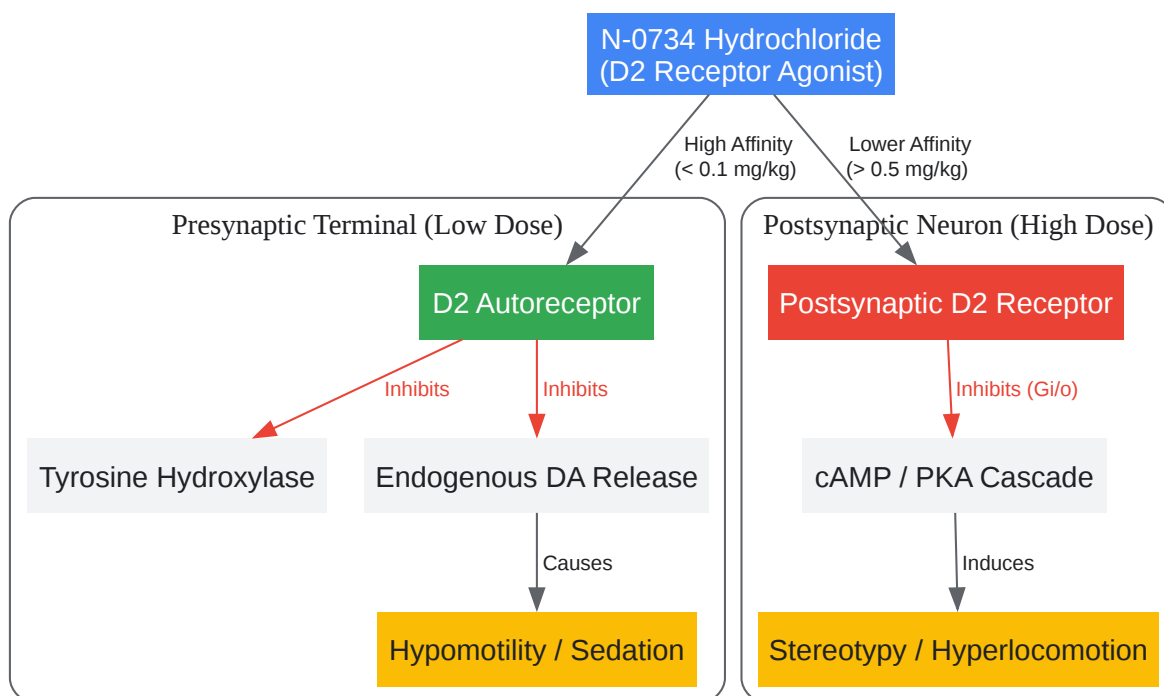 N-0734 Hydrochloride
(D2 Receptor Agonist)
High Affinity
(< 0.1 mg/kg)
Lower Affinity
(> 0.5 mg/kg)
Presynaptic Terminal (Low Dose)
Postsynaptic Neuron (High Dose)
D2 Autoreceptor
Postsynaptic D2 Receptor
Inhibits
Inhibits
Inhibits (Gi/o)
Tyrosine Hydroxylase
Endogenous DA Release
cAMP / PKA Cascade
Causes
Induces
Hypomotility / Sedation
Stereotypy / Hyperlocomotion